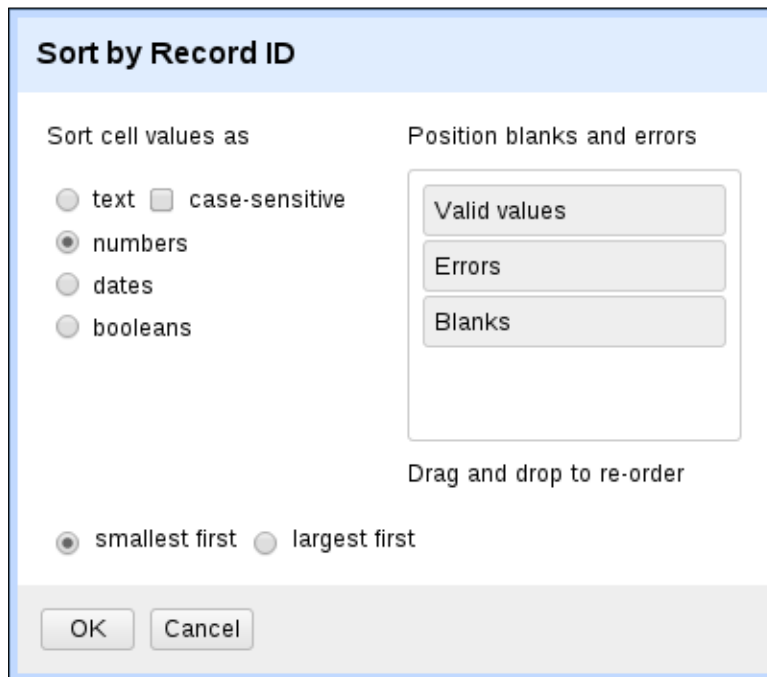 Sort by Record ID
Sort cell values as
Position blanks and errors
text case-sensitive
numbers
dates
booleans
Valid values
Errors
Blanks
Drag and drop to re-order
smallest first largest first
OK Cancel